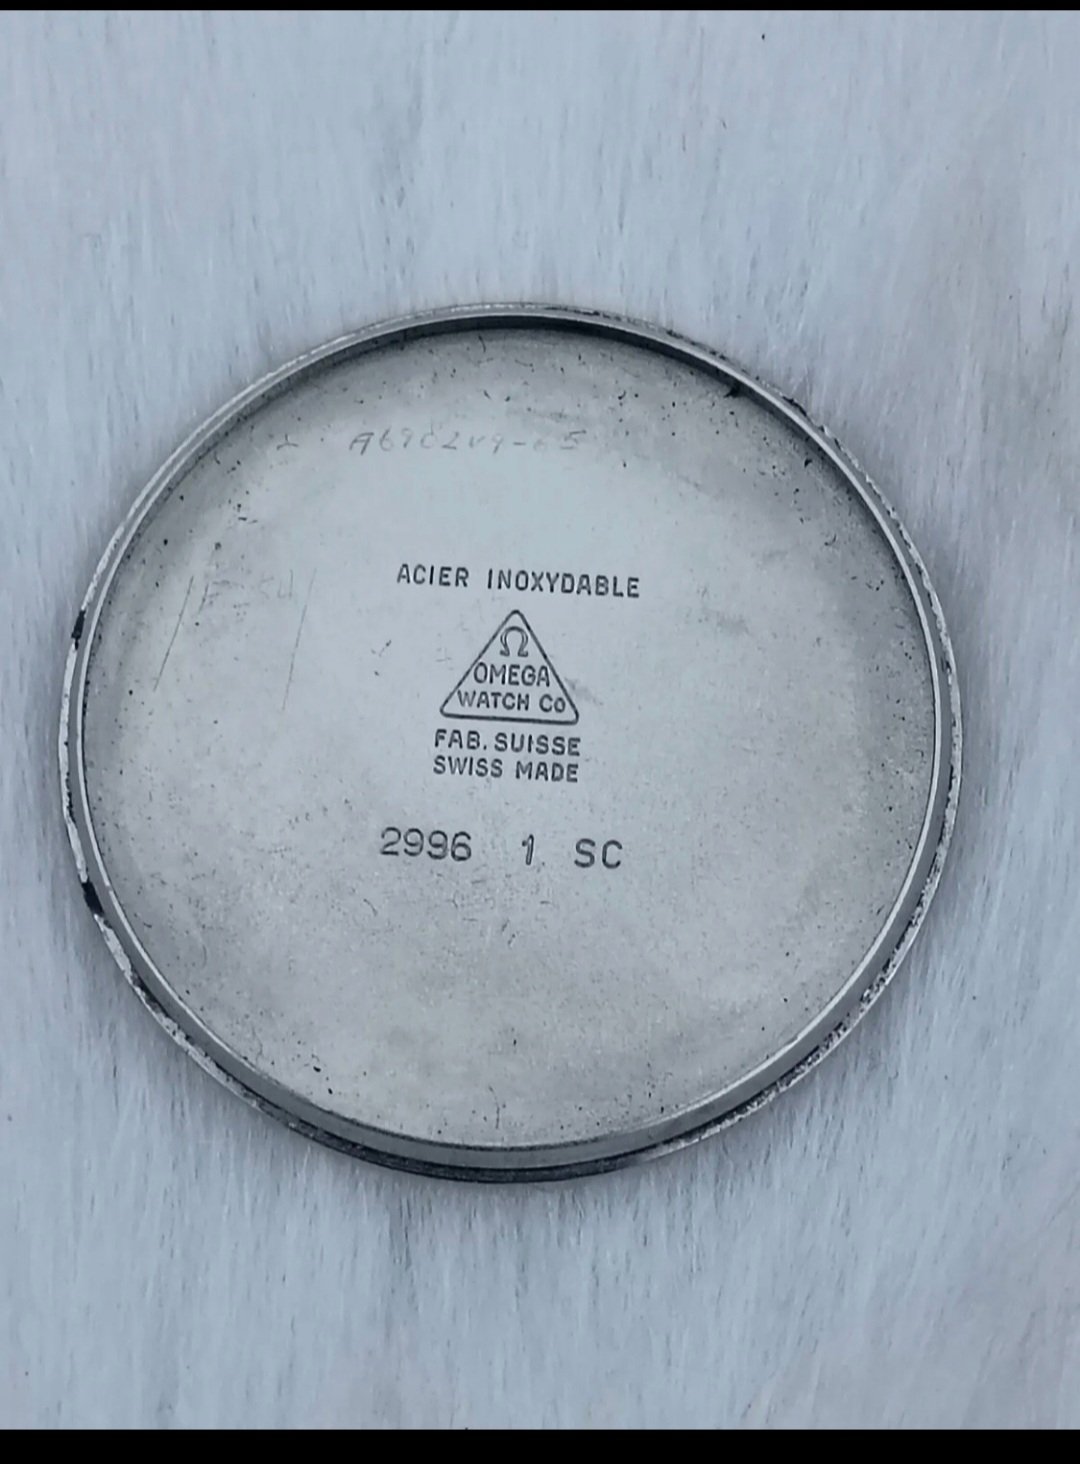 ACIER INOXYDABLE
Ω
OMEGA
WATCH CO
FAB. SUISSE
SWISS MADE
2996 1 SC